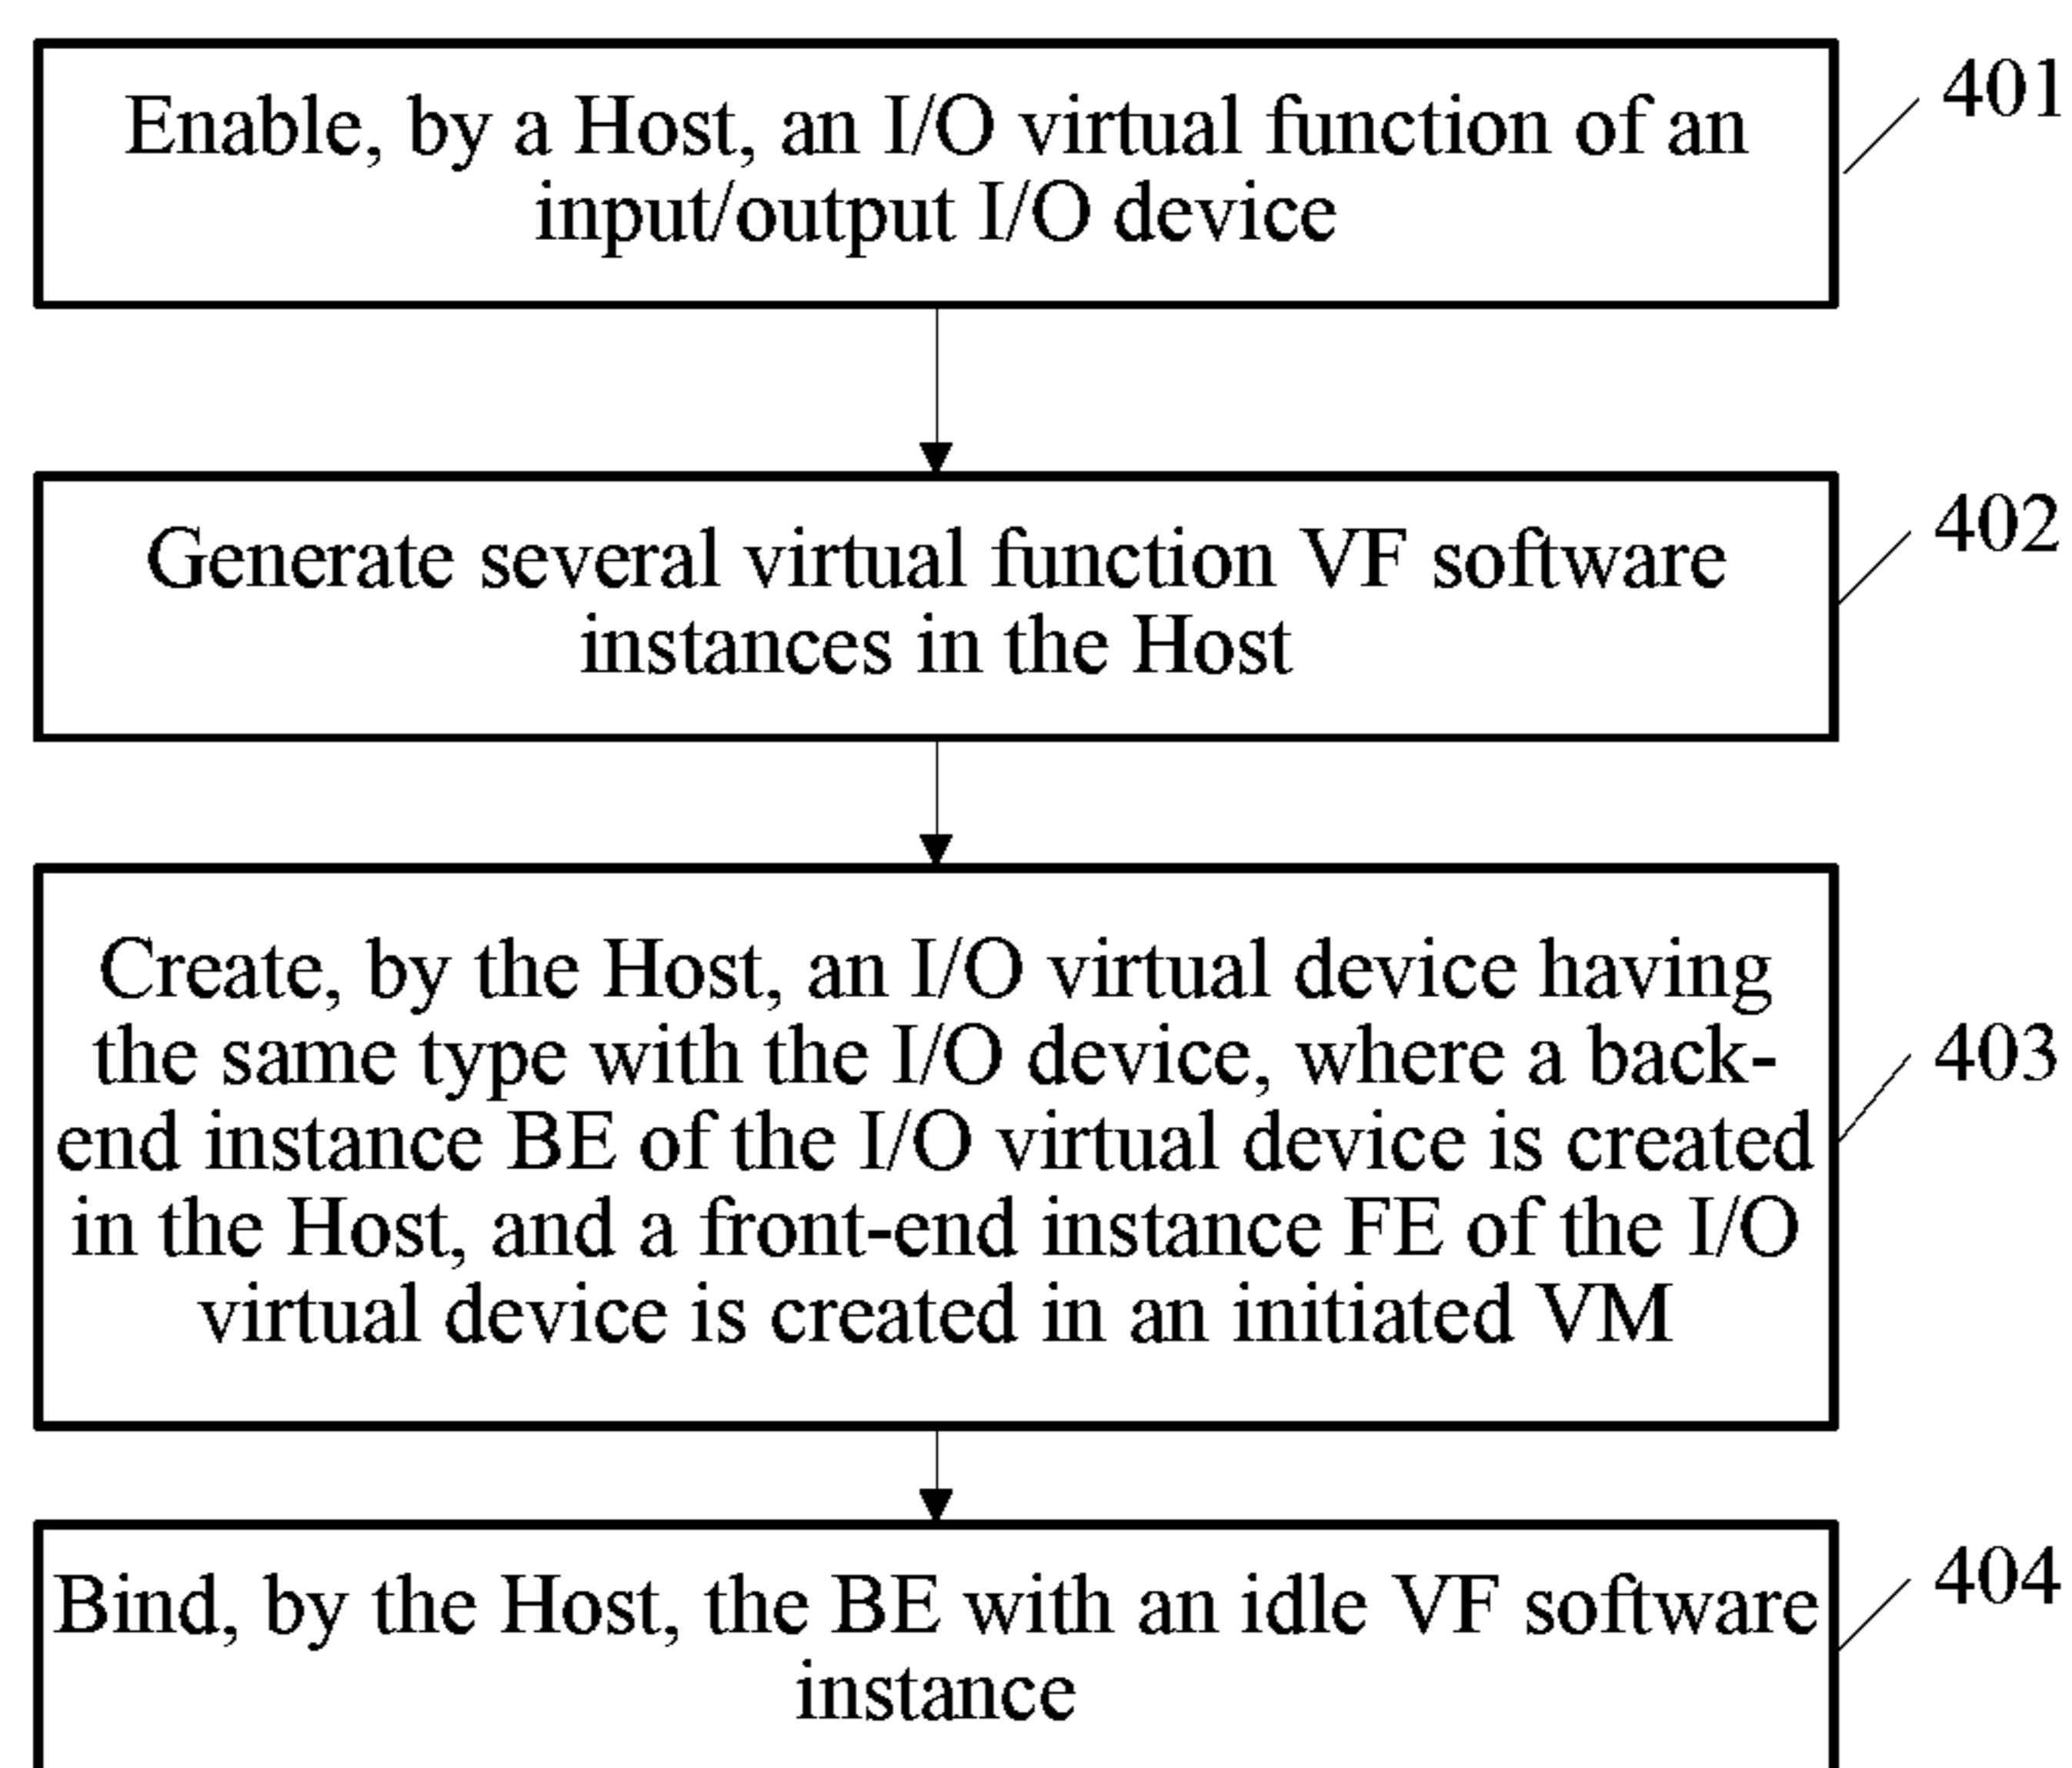 Enable, by a Host, an I/O virtual function of an
input/output I/O device
401
Generate several virtual function VF software
instances in the Host
402
Create, by the Host, an I/O virtual device having
the same type with the I/O device, where a back-
end instance BE of the I/O virtual device is created
in the Host, and a front-end instance FE of the I/O
virtual device is created in an initiated VM
403
Bind, by the Host, the BE with an idle VF software
instance
404